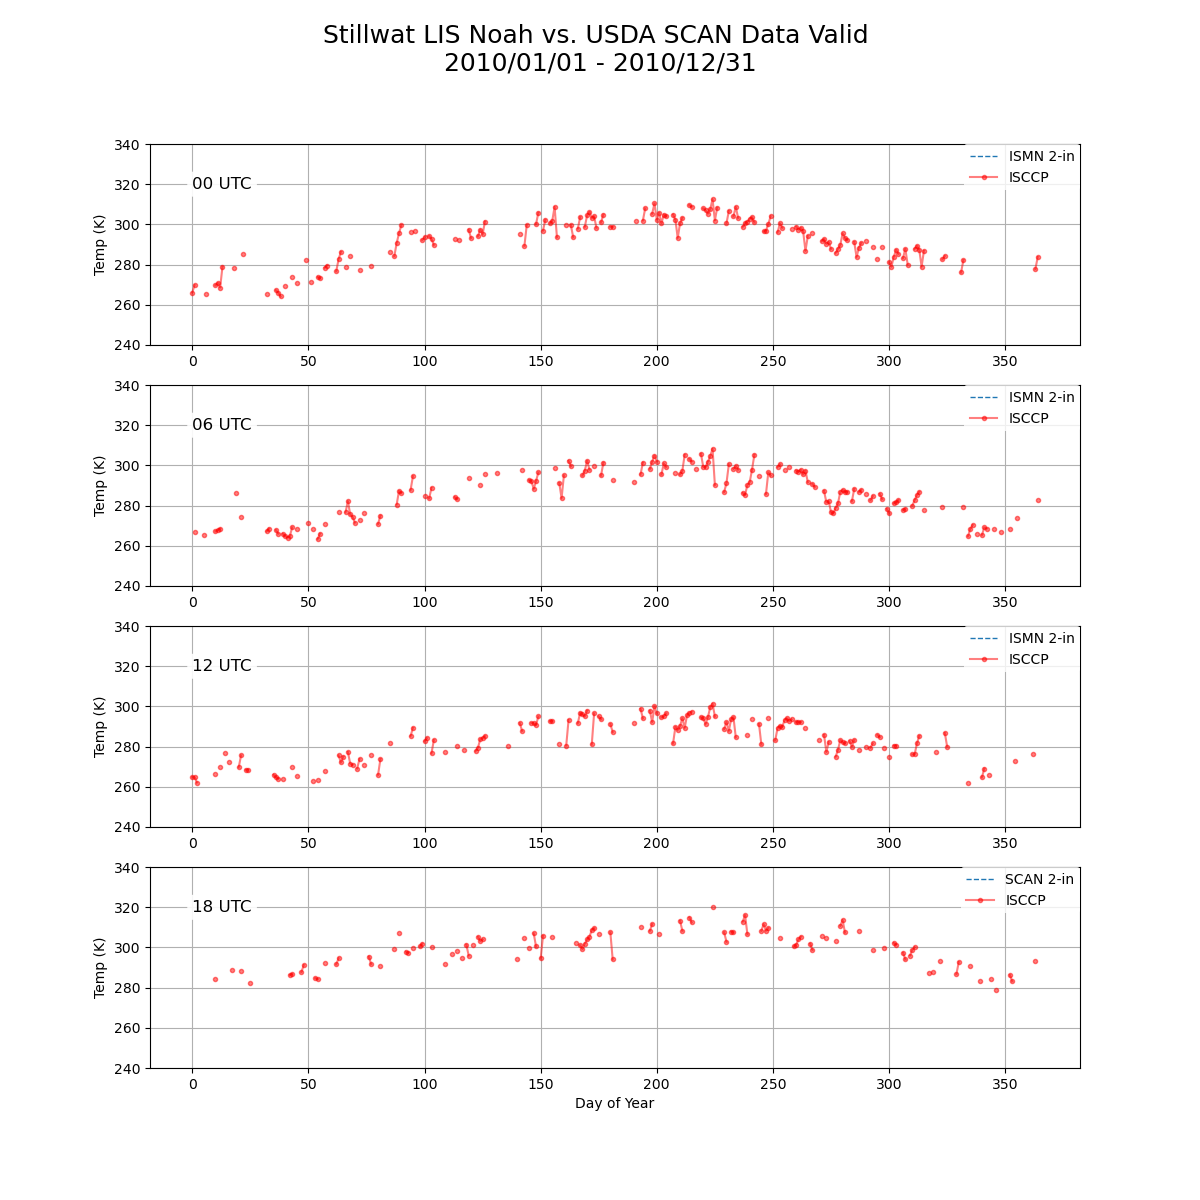 Stillwat LIS Noah vs. USDA SCAN Data Valid
2010/01/01 - 2010/12/31
340
320
300
280
260
240
Temp (K)
00 UTC
ISMN 2-in
ISCCP
0 50 100 150 200 250 300 350
340
320
300
280
260
240
Temp (K)
06 UTC
ISMN 2-in
ISCCP
0 50 100 150 200 250 300 350
340
320
300
280
260
240
Temp (K)
12 UTC
ISMN 2-in
ISCCP
0 50 100 150 200 250 300 350
340
320
300
280
260
240
Temp (K)
18 UTC
SCAN 2-in
ISCCP
0 50 100 150 200 250 300 350
Day of Year